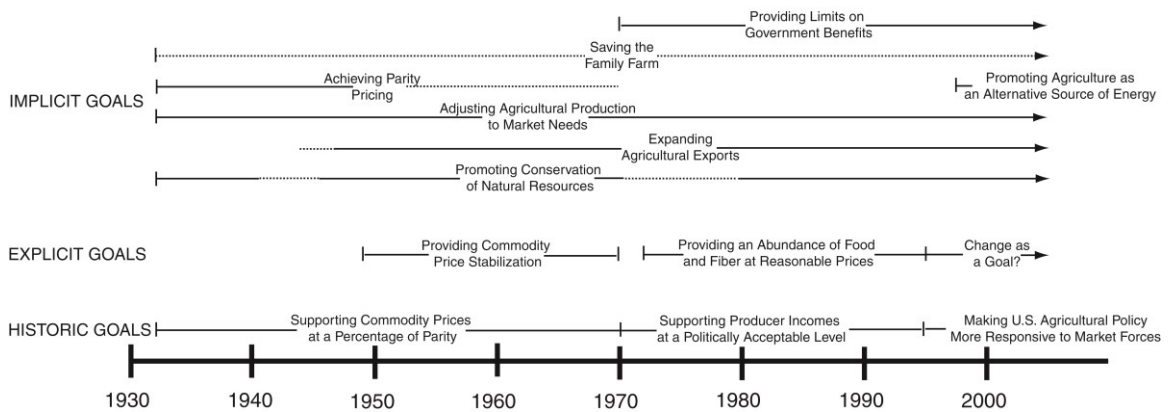 Providing Limits on
Government Benefits
Saving the
Family Farm
IMPLICIT GOALS
Achieving Parity
Pricing
Promoting Agriculture as
an Alternative Source of Energy
Adjusting Agricultural Production
to Market Needs
Expanding
Agricultural Exports
Promoting Conservation
of Natural Resources
EXPLICIT GOALS
Providing Commodity
Price Stabilization
Providing an Abundance of Food
and Fiber at Reasonable Prices
Change as
a Goal?
HISTORIC GOALS
Supporting Commodity Prices
at a Percentage of Parity
Supporting Producer Incomes
at a Politically Acceptable Level
Making U.S. Agricultural Policy
More Responsive to Market Forces
1930 1940 1950 1960 1970 1980 1990 2000